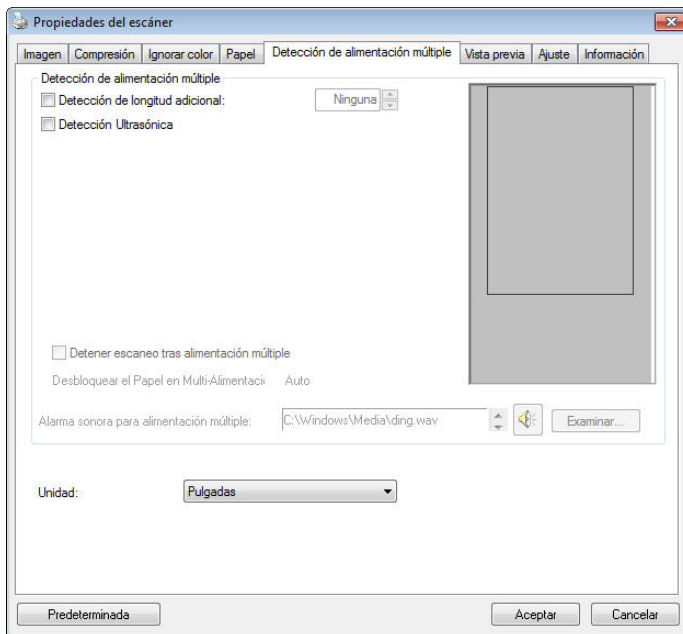 Propiedades del escáner
Imagen Compresión Ignorar color Papel Detección de alimentación múltiple Vista previa Ajuste Información
Detección de alimentación múltiple
Detección de longitud adicional: Ninguna
Detección Ultrasónica
Detener escaneo tras alimentación múltiple
Desbloquear el Papel en Multi-Alimentaci Auto
Alarma sonora para alimentación múltiple: C:\Windows\Media\ding.wav Examinar...
Unidad: Pulgadas
Predeterminada Aceptar Cancelar